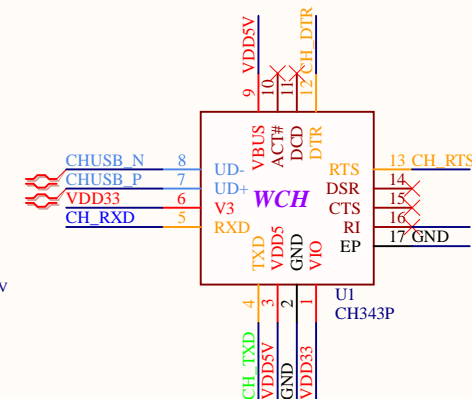 VDD5V
CH_DTR
9
10
11
12
VBUS
ACT#
DCD
DTR
CHUSB_N 8 UD-
CHUSB_P 7 UD+
VDD33 6 V3
CH_RXD 5 RXD
WCH
RTS 13 CH_RTS
DSR 14
CTS 15
RI 16
EP 17 GND
TXD
VDD5
GND
VIO
4
3
2
1
CH_TXD
VDD5V
GND
VDD33
U1
CH343P
V